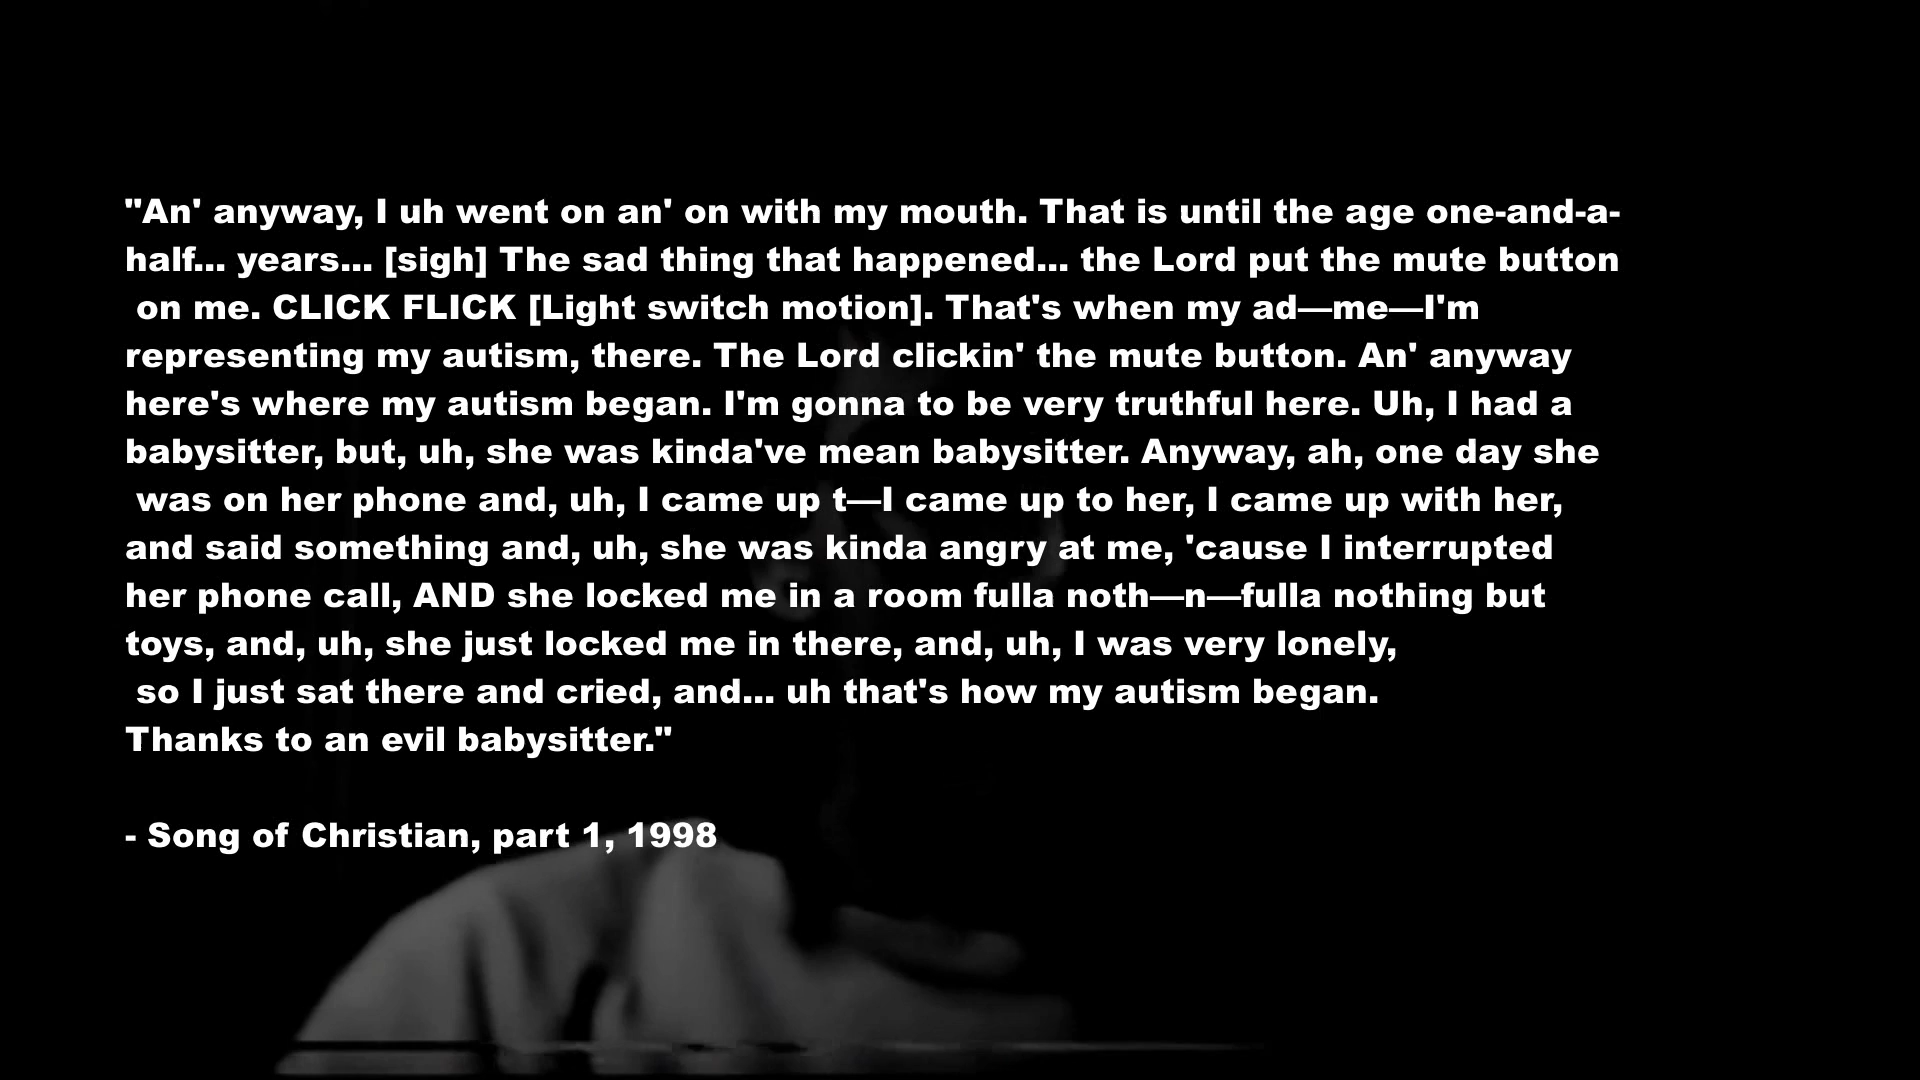 "An' anyway, I uh went on an' on with my mouth. That is until the age one-and-a-
half... years... [sigh] The sad thing that happened... the Lord put the mute button
on me. CLICK FLICK [Light switch motion]. That's when my ad—me—I'm
representing my autism, there. The Lord clickin' the mute button. An' anyway
here's where my autism began. I'm gonna to be very truthful here. Uh, I had a
babysitter, but, uh, she was kinda've mean babysitter. Anyway, ah, one day she
was on her phone and, uh, I came up t—I came up to her, I came up with her,
and said something and, uh, she was kinda angry at me, 'cause I interrupted
her phone call, AND she locked me in a room fulla noth—n—fulla nothing but
toys, and, uh, she just locked me in there, and, uh, I was very lonely,
so I just sat there and cried, and... uh that's how my autism began.
Thanks to an evil babysitter."
- Song of Christian, part 1, 1998